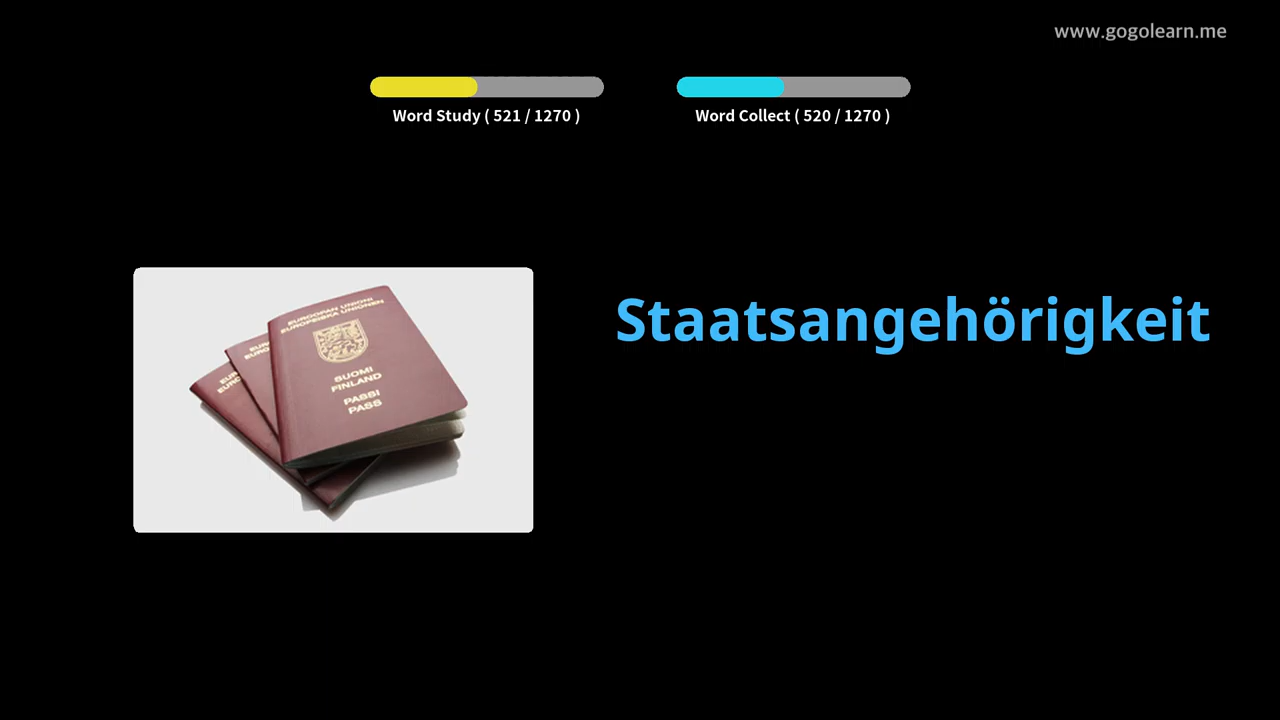 www.gogolearn.me
Word Study ( 521 / 1270 )
Word Collect ( 520 / 1270 )
Staatsangehörigkeit
EUROOPAN UNIONI
EUROPEISKA UNIONEN
SUOMI
FINLAND
PASSI
PASS